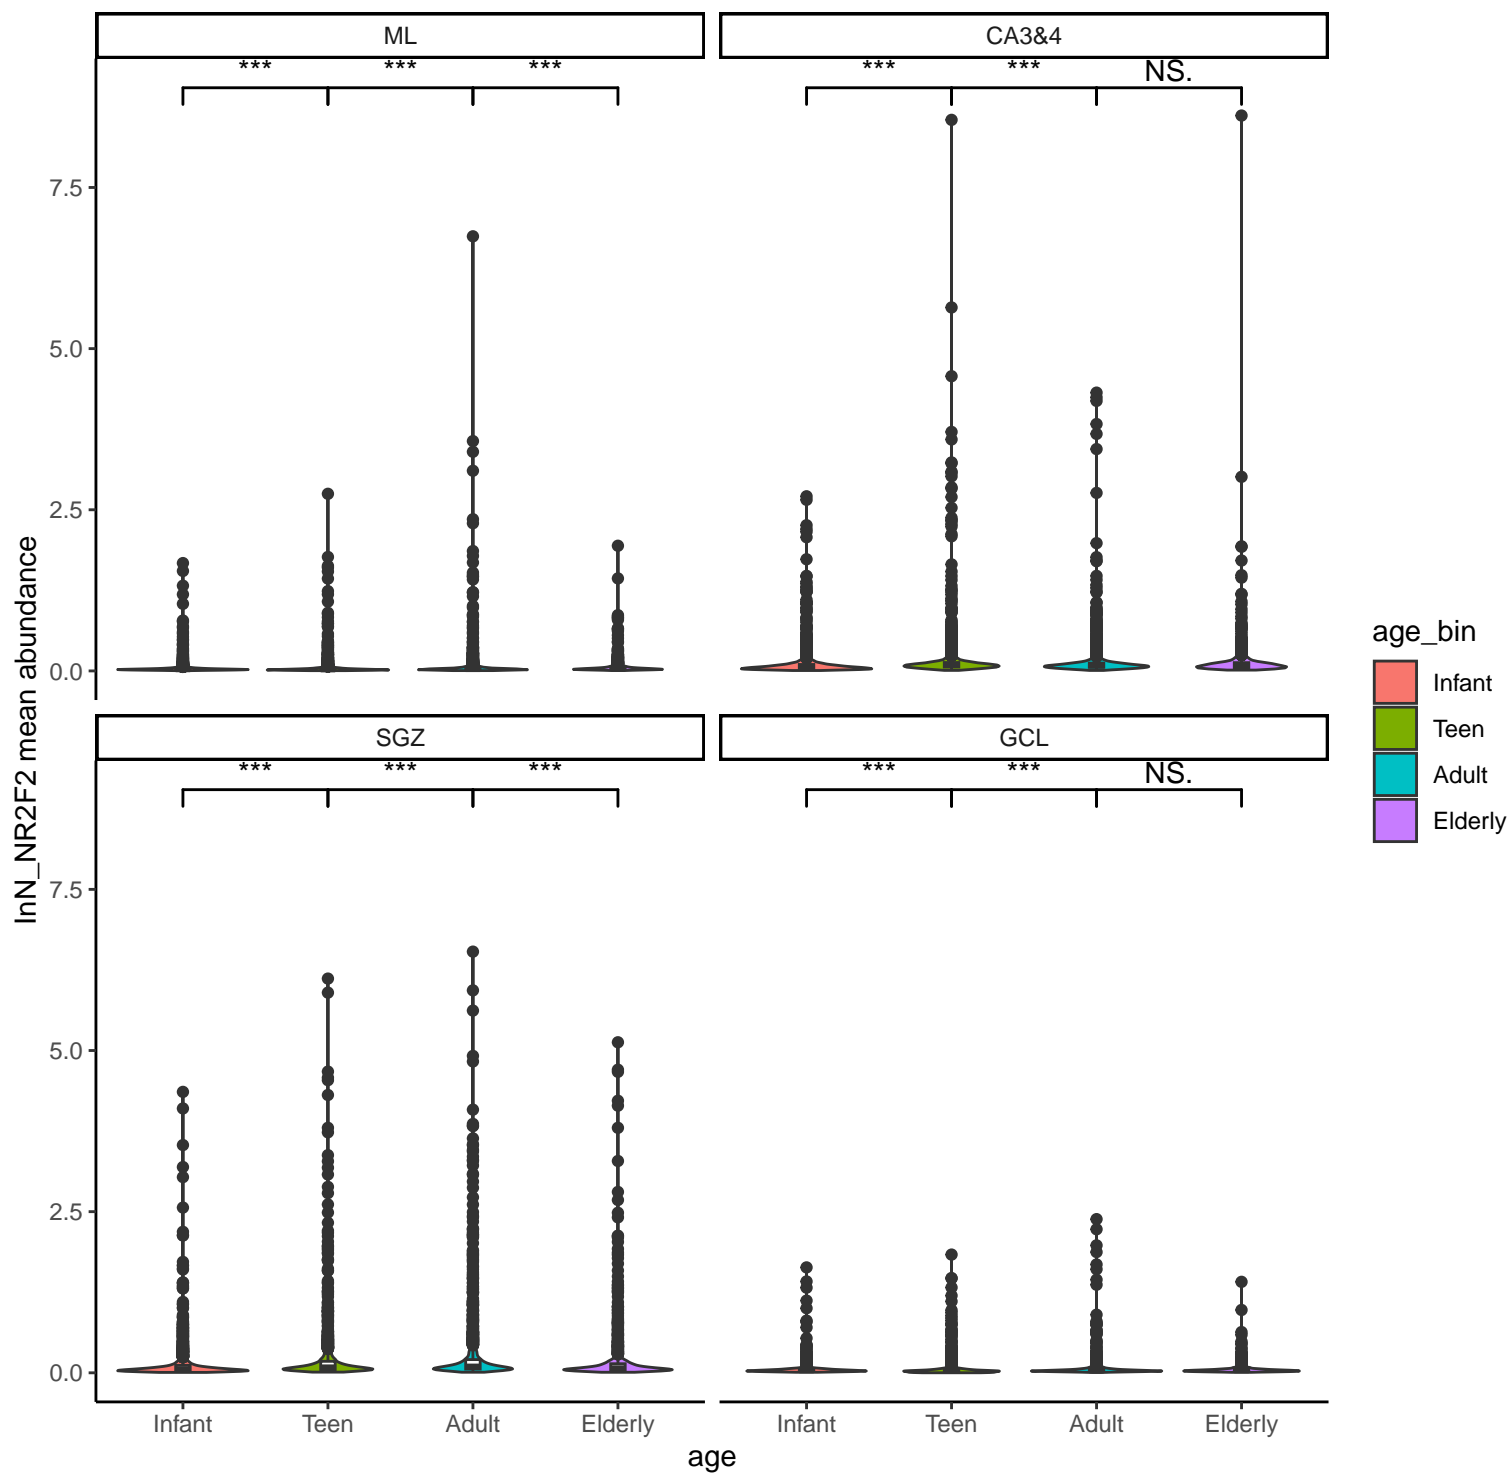 ML
CA3&4
*** *** ***
*** *** NS.
7.5
5.0
2.5
0.0
SGZ
GCL
*** *** ***
*** *** NS.
7.5
5.0
2.5
0.0
Infant Teen Adult Elderly
Infant Teen Adult Elderly
age
InN_NR2F2 mean abundance
age_bin
Infant
Teen
Adult
Elderly